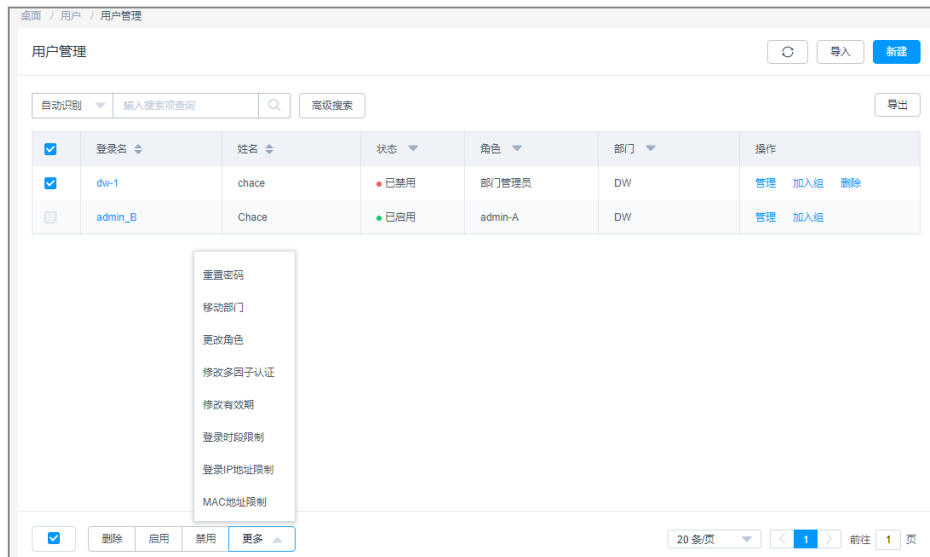 桌面 / 用户 / 用户管理
用户管理
导入
新建
自动识别
输入搜索项查询
高级搜索
导出
登录名 姓名 状态 角色 部门 操作
dw-1 chace 已禁用 部门管理员 DW 管理 加入组 删除
admin_B Chace 已启用 admin-A DW 管理 加入组
重置密码
移动部门
更改角色
修改多因子认证
修改有效期
登录时段限制
登录IP地址限制
MAC地址限制
删除 启用 禁用 更多 20 条/页 1 前往 1 页